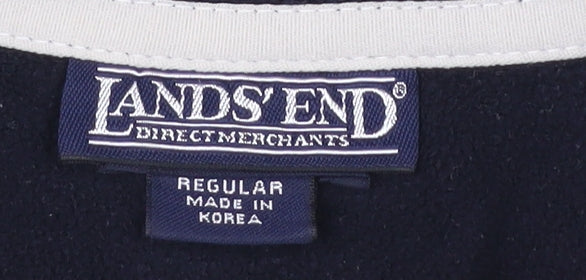 LANDS' END®
DIRECT MERCHANTS
REGULAR
MADE IN
KOREA